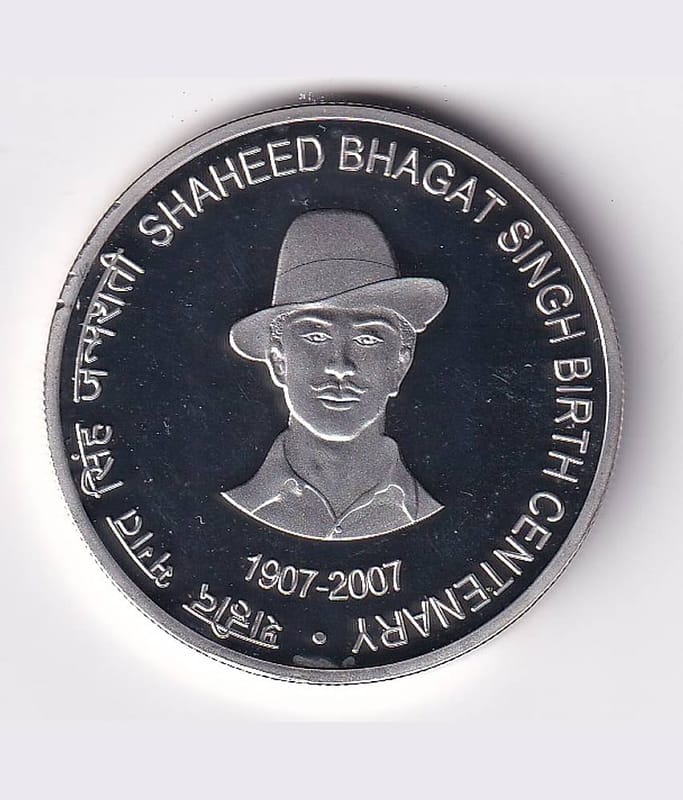 शहीद भगत सिंह जन्मशती
SHAHEED BHAGAT SINGH BIRTH CENTENARY
1907-2007